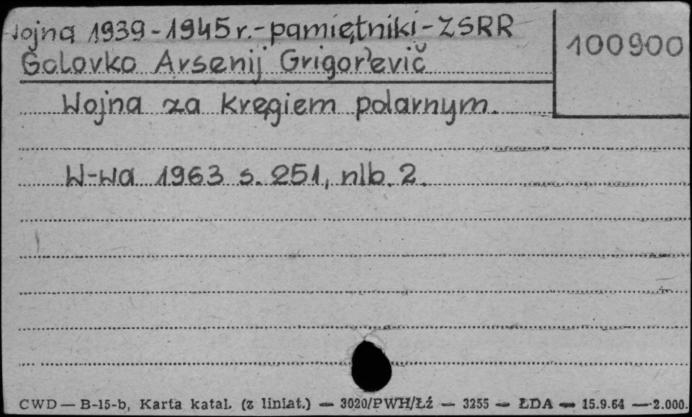 Wojna 1939-1945 r.-pamiętniki-ZSRR
100900
Golovko Arsenij Grigor'evič
Wojna za kręgiem polarnym.
W-wa 1963 s. 251, nlb. 2.
CWD — B-15-b, Karta katal. (z liniat.) — 3020/PWH/Łź — 3255 — ŁDA — 15.9.64 — 2.000